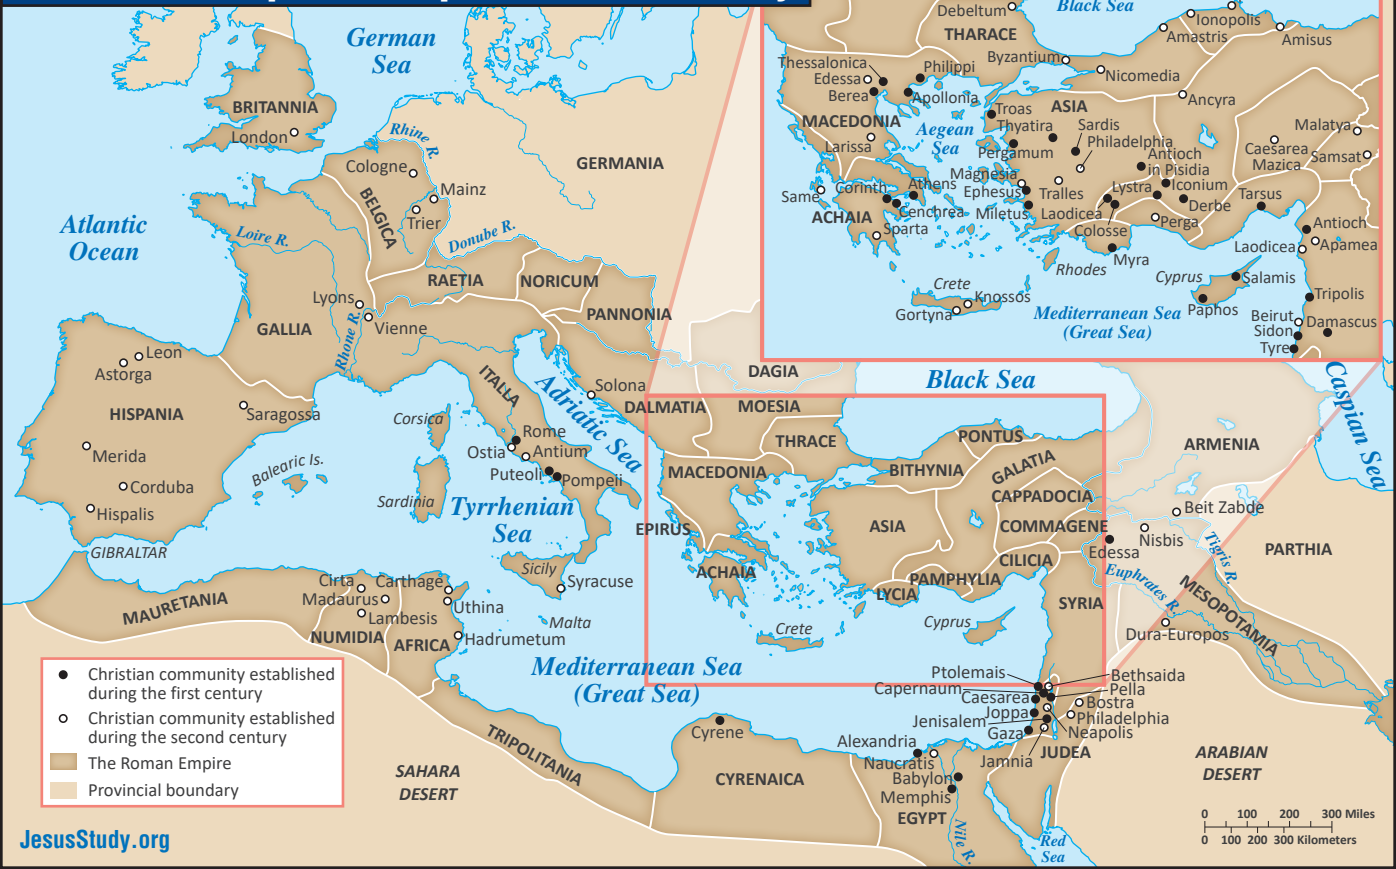 German
Sea
BRITANNIA
London
Rhine R.
GERMANIA
Cologne
Mainz
BELGICA
Trier
Atlantic
Ocean
Loire R.
Donube R.
RAETIA
NORICUM
PANNONIA
Lyons
Vienne
GALLIA
Rhone R.
Leon
Astorga
HISPANIA
Saragossa
Merida
Corduba
Hispalis
GIBRALTAR
Balearic Is.
Corsica
Sardinia
ITALLA
Adriatic Sea
Solona
DALMATIA
Rome
Ostia
Antium
Puteoli
Pompeli
Tyrrhenian
Sea
Sicily
Syracuse
Malta
MAURETANIA
Cirta
Carthage
Madaurus
Uthina
Lambesis
NUMIDIA
AFRICA
Hadrumetum
Mediterranean Sea
(Great Sea)
TRIPOLITANIA
SAHARA
DESERT
Cyrene
CYRENAICA
DAGIA
MOESIA
THRACE
MACEDONIA
EPIRUS
ACHAIA
Crete
Black Sea
PONTUS
BITHYNIA
GALATIA
CAPPADOCIA
ASIA
COMMAGENE
CILICIA
PAMPHYLIA
LYCIA
Cyprus
SYRIA
Edessa
ARMENIA
Caspian Sea
Beit Zabde
Nisbis
PARTHIA
Tigris R.
Euphrates R.
MESOPOTAMIA
Dura-Europos
Ptolemais
Bethsaida
Capernaum
Pella
Caesarea
Bostra
Joppa
Philadelphia
Jenisalem
Neapolis
Gaza
JUDEA
Jamnia
Alexandria
Naucratis
Babylon
Memphis
EGYPT
Nile R.
Red
Sea
ARABIAN
DESERT
Debeltum
Black Sea
THARACE
Ionopolis
Amastris
Amisus
Byzantium
Nicomedia
Thessalonica
Philippi
Edessa
Berea
Apollonia
MACEDONIA
Larissa
Aegean
Sea
Troas
ASIA
Ancyra
Thyatira
Sardis
Philadelphia
Pergamum
Antioch
in Pisidia
Malatya
Caesarea
Mazica
Samsat
Magnesia
Ephesus
Tralles
Lystra
Iconium
Derbe
Tarsus
Same
Corinth
Athens
Cenchrea
ACHAIA
Sparta
Miletus
Laodicea
Colosse
Perga
Antioch
Apamea
Laodicea
Myra
Rhodes
Cyprus
Salamis
Paphos
Crete
Knossos
Gortyna
Mediterranean Sea
(Great Sea)
Tripolis
Beirut
Damascus
Sidon
Tyre
Christian community established
during the first century
Christian community established
during the second century
The Roman Empire
Provincial boundary
JesusStudy.org
0 100 200 300 Miles
0 100 200 300 Kilometers